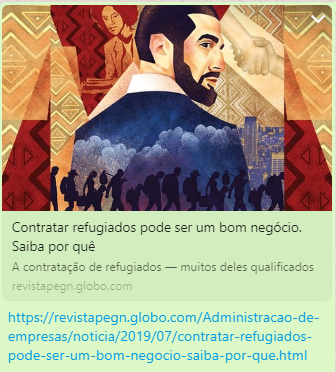 Contratar refugiados pode ser um bom negócio.
Saiba por quê
A contratação de refugiados — muitos deles qualificados
revistapegn.globo.com
https://revistapegn.globo.com/Administracao-de-
empresas/noticia/2019/07/contratar-refugiados-
pode-ser-um-bom-negocio-saiba-por-que.html